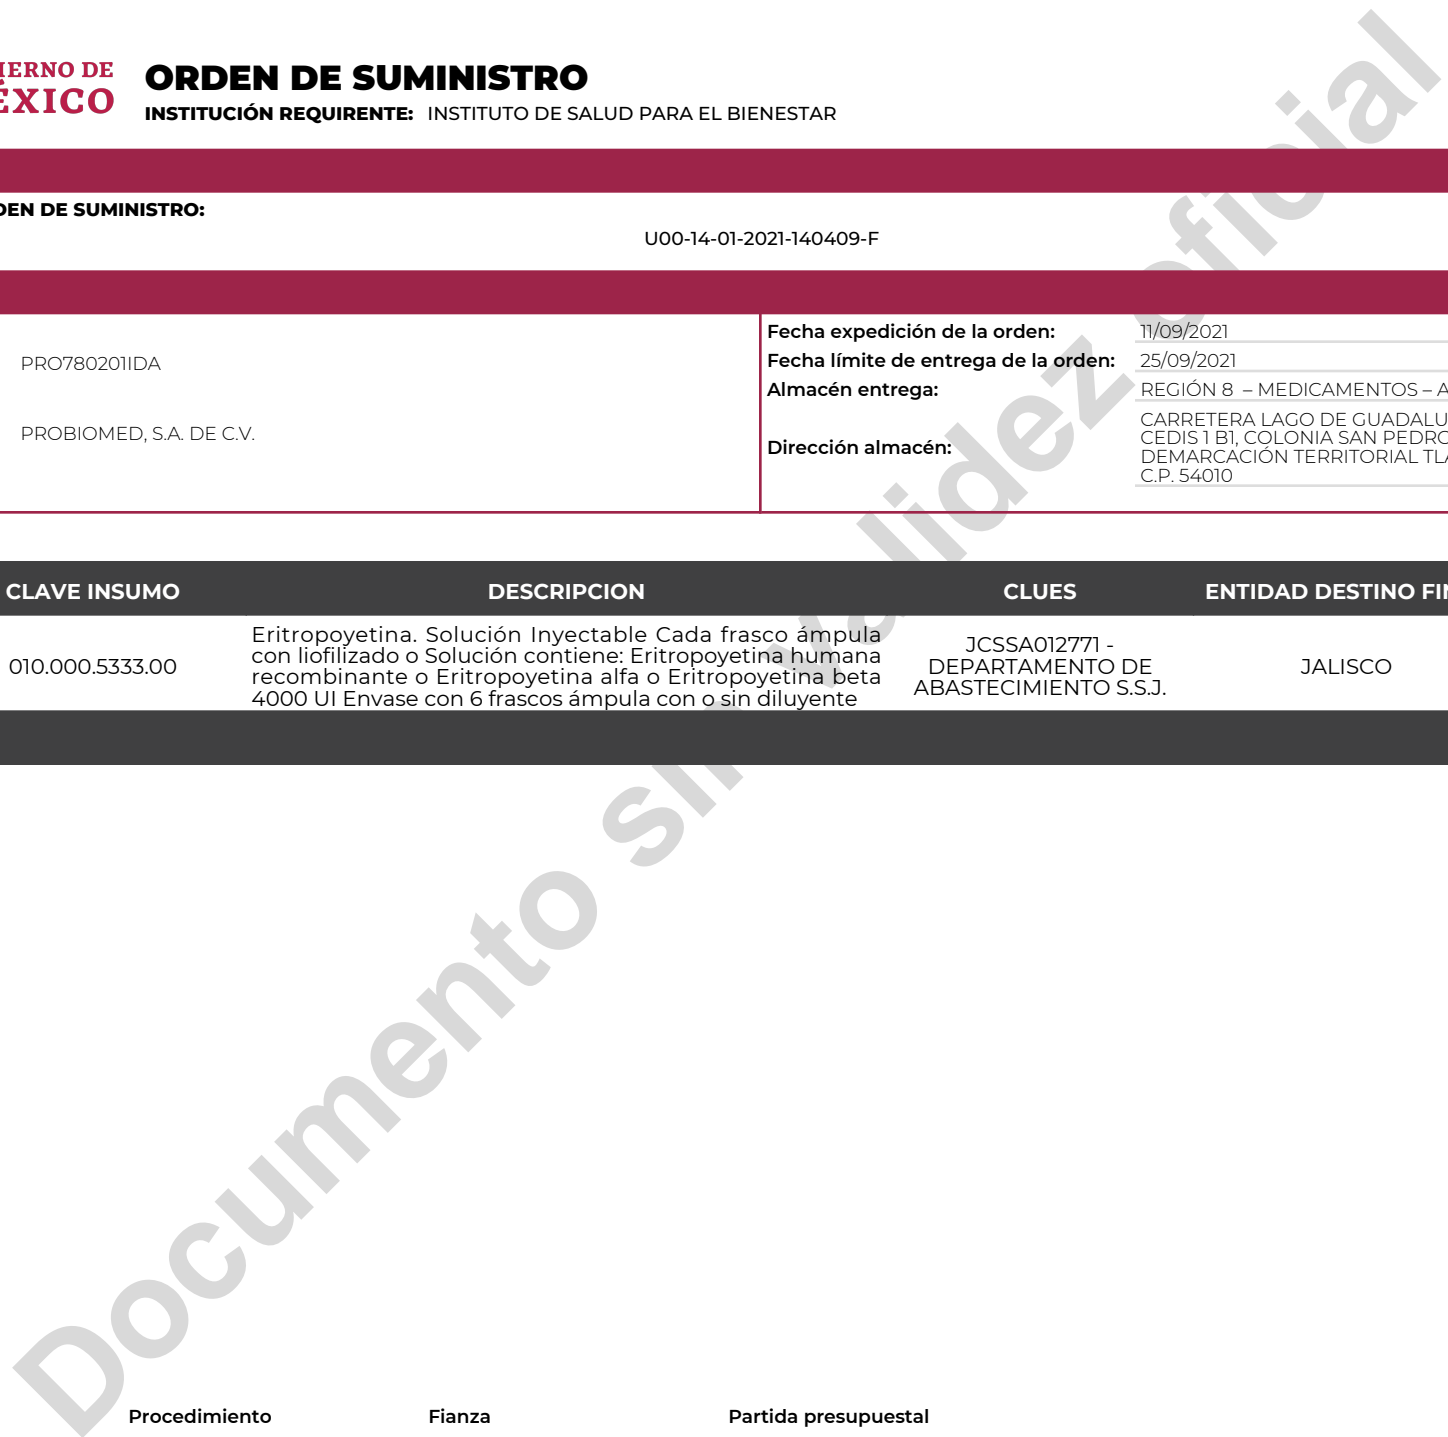 IERNO DE
ÉXICO
ORDEN DE SUMINISTRO
INSTITUCIÓN REQUIRENTE: INSTITUTO DE SALUD PARA EL BIENESTAR
DEN DE SUMINISTRO:
U00-14-01-2021-140409-F
PRO780201IDA
PROBIOMED, S.A. DE C.V.
Fecha expedición de la orden: 11/09/2021
Fecha límite de entrega de la orden: 25/09/2021
Almacén entrega: REGIÓN 8 – MEDICAMENTOS – A
Dirección almacén:
CARRETERA LAGO DE GUADALU
CEDIS 1 B1, COLONIA SAN PEDRO
DEMARCACIÓN TERRITORIAL TLA
C.P. 54010
CLAVE INSUMO DESCRIPCION CLUES ENTIDAD DESTINO FIN
010.000.5333.00
Eritropoyetina. Solución Inyectable Cada frasco ámpula
con liofilizado o Solución contiene: Eritropoyetina humana
recombinante o Eritropoyetina alfa o Eritropoyetina beta
4000 UI Envase con 6 frascos ámpula con o sin diluyente
JCSSA012771 -
DEPARTAMENTO DE
ABASTECIMIENTO S.S.J.
JALISCO
Documento sin validez oficial
Procedimiento Fianza Partida presupuestal